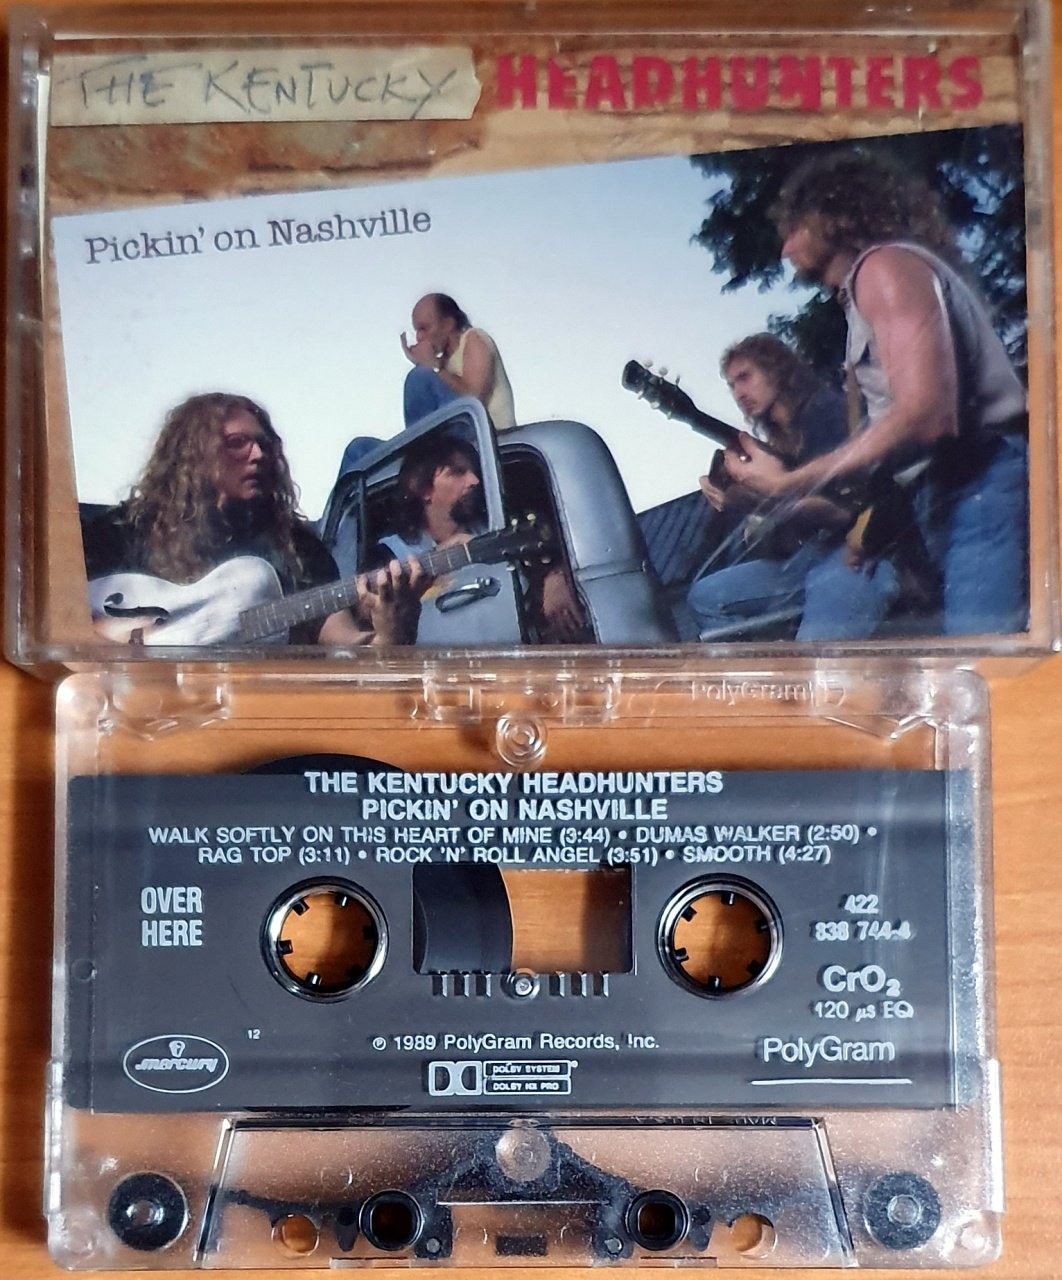 THE KENTUCKY HEADHUNTERS
Pickin' on Nashville
PolyGram
THE KENTUCKY HEADHUNTERS
PICKIN' ON NASHVILLE
WALK SOFTLY ON THIS HEART OF MINE (3:44) • DUMAS WALKER (2:50) •
RAG TOP (3:11) • ROCK 'N' ROLL ANGEL (3:51) • SMOOTH (4:27)
OVER
HERE
422
838 744-4
CrO₂
120 µs EQ
12
℗ 1989 PolyGram Records, Inc.
PolyGram
mercury
DOLBY SYSTEM®
DOLBY HX PRO